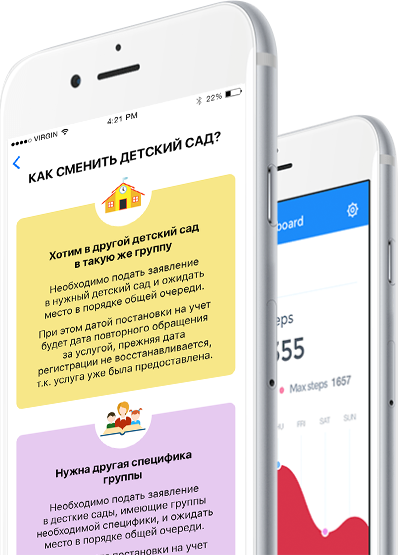 VIRGIN
4:21 PM
22%
КАК СМЕНИТЬ ДЕТСКИЙ САД?
Хотим в другой детский сад
в такую же группу
Необходимо подать заявление
в нужный детский сад и ожидать
место в порядке общей очереди.
При этом датой постановки на учет
будет дата повторного обращения
за услугой, прежняя дата
регистрации не восстанавливается,
т.к. услуга уже была предоставлена.
Нужна другая специфика
группы
Необходимо подать заявление
в десткие сады, имеющие группы
необходимой специфики, и ожидать
место в порядке общей очереди.
постановки на учет
board
eps
355
Max steps 1657
THU FRI SAT SUN